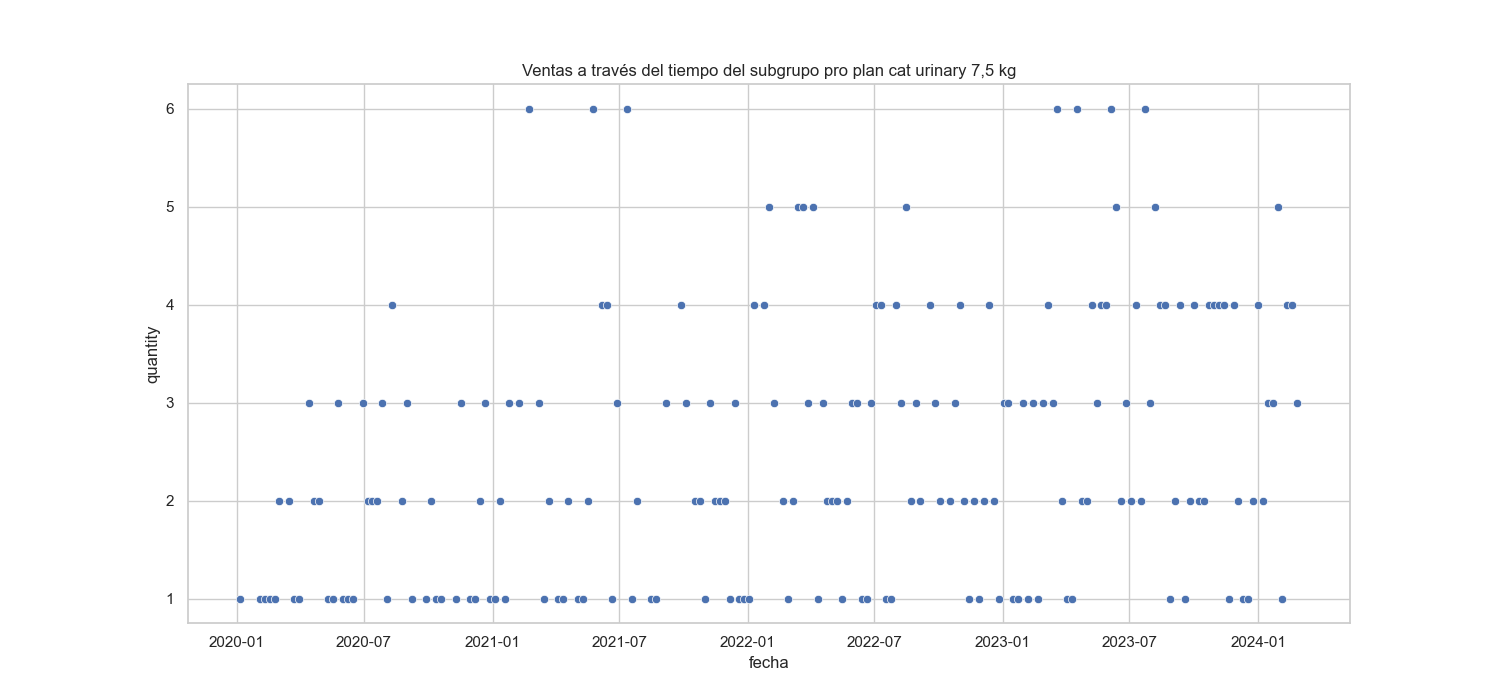 Ventas a través del tiempo del subgrupo pro plan cat urinary 7,5 kg
6
5
4
3
2
1
quantity
2020-01 2020-07 2021-01 2021-07 2022-01 2022-07 2023-01 2023-07 2024-01
fecha